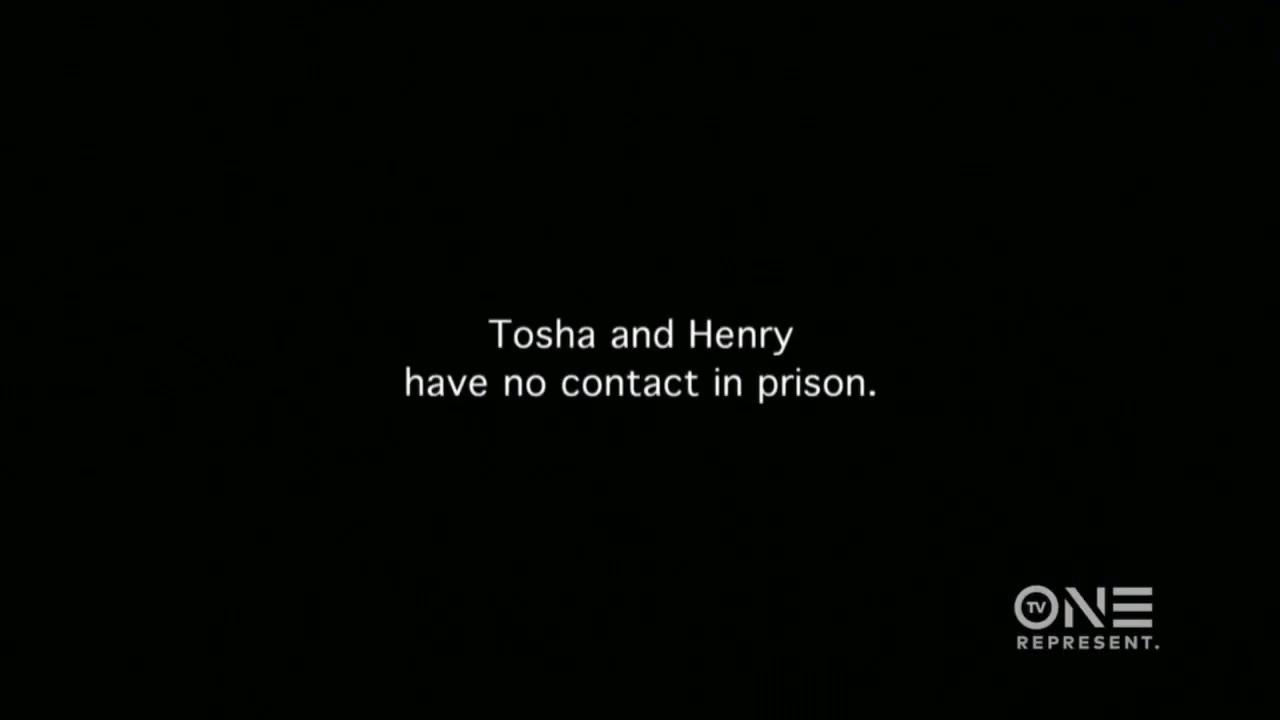 Tosha and Henry
have no contact in prison.
TV ONE
REPRESENT.